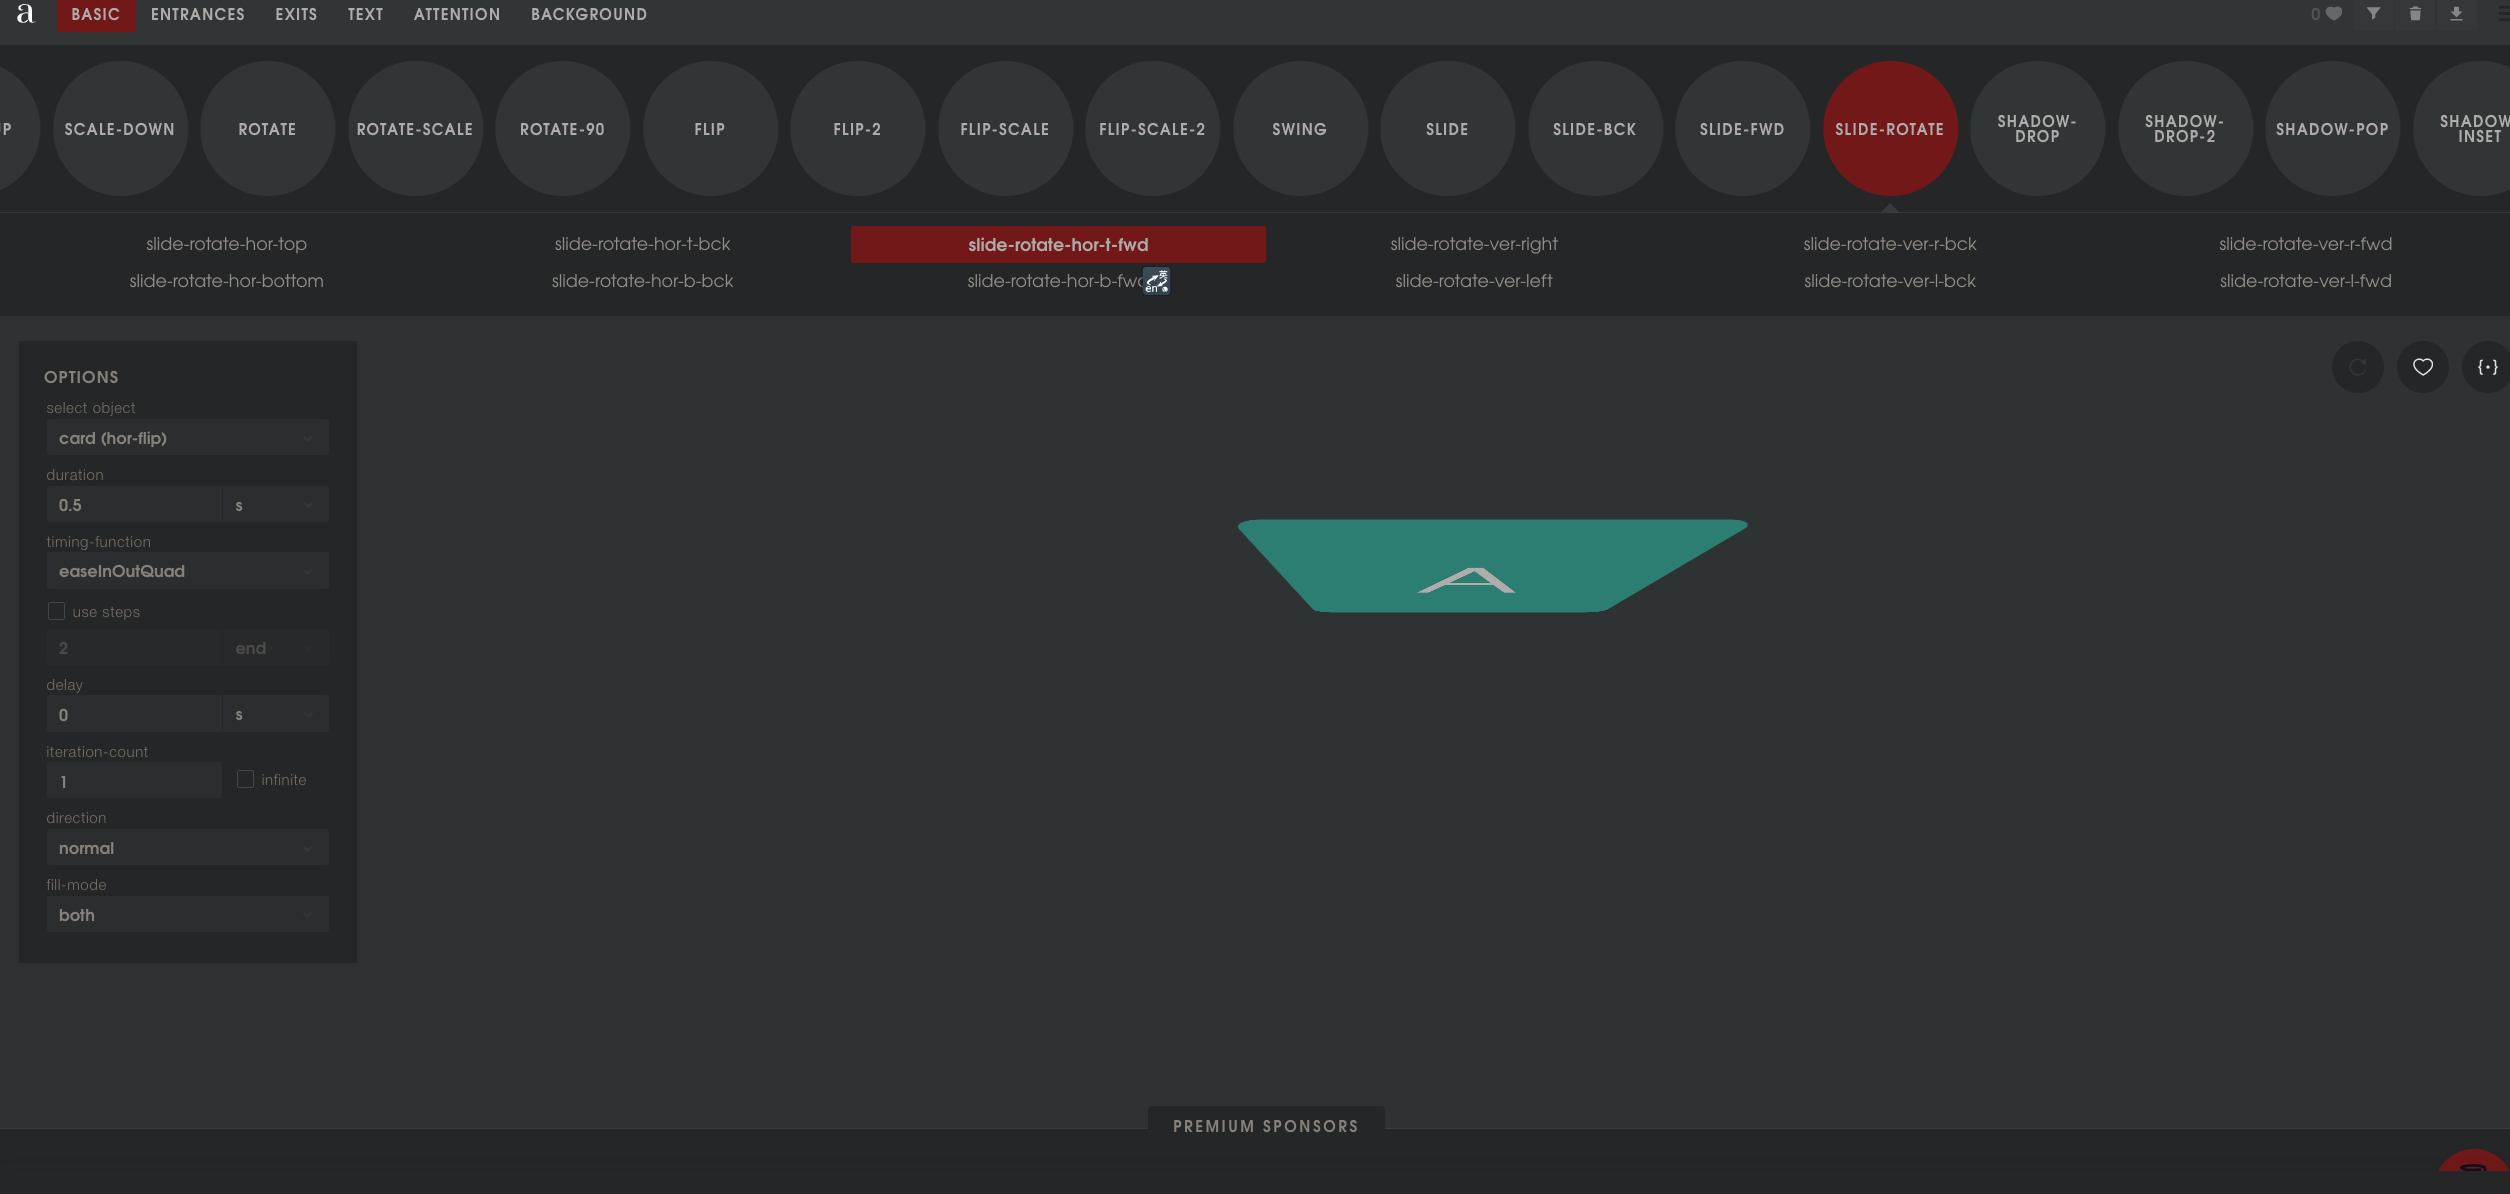 a BASIC ENTRANCES EXITS TEXT ATTENTION BACKGROUND 0
SCALE-DOWN ROTATE ROTATE-SCALE ROTATE-90 FLIP FLIP-2 FLIP-SCALE FLIP-SCALE-2 SWING SLIDE SLIDE-BCK SLIDE-FWD SLIDE-ROTATE SHADOW-DROP SHADOW-DROP-2 SHADOW-POP SHADOW-INSET
slide-rotate-hor-top slide-rotate-hor-t-bck slide-rotate-hor-t-fwd slide-rotate-ver-right slide-rotate-ver-r-bck slide-rotate-ver-r-fwd
slide-rotate-hor-bottom slide-rotate-hor-b-bck slide-rotate-hor-b-fwd 英 en slide-rotate-ver-left slide-rotate-ver-l-bck slide-rotate-ver-l-fwd
OPTIONS
select object
card (hor-flip)
duration
0.5 s
timing-function
easeInOutQuad
use steps
2 end
delay
0 s
iteration-count
1 infinite
direction
normal
fill-mode
both
{·}
A
PREMIUM SPONSORS